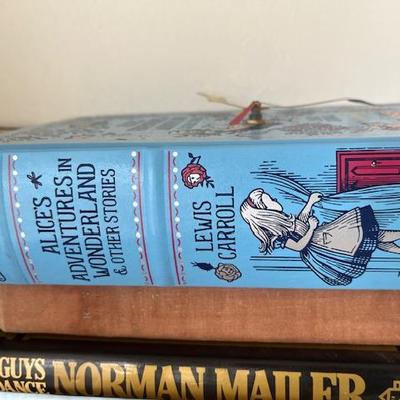 ALICE'S
ADVENTURES IN
WONDERLAND
& OTHER STORIES
LEWIS
CARROLL
GUYS
DANCE
NORMAN MAILER